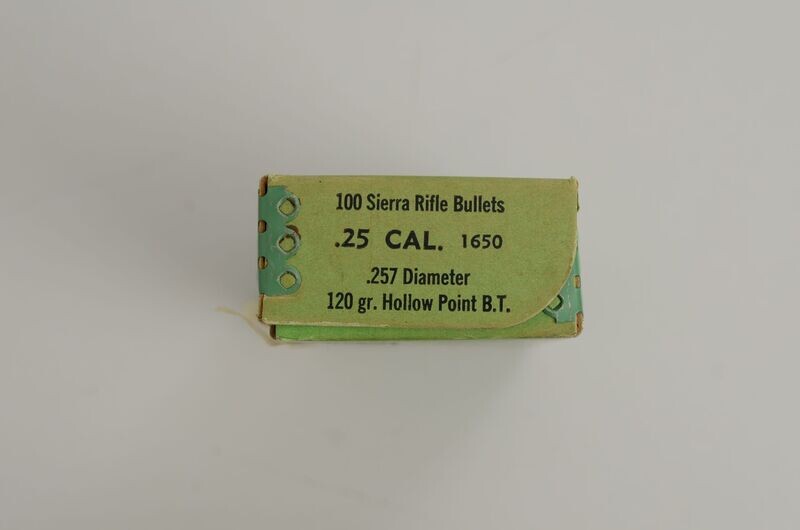 100 Sierra Rifle Bullets
.25 CAL. 1650
.257 Diameter
120 gr. Hollow Point B.T.